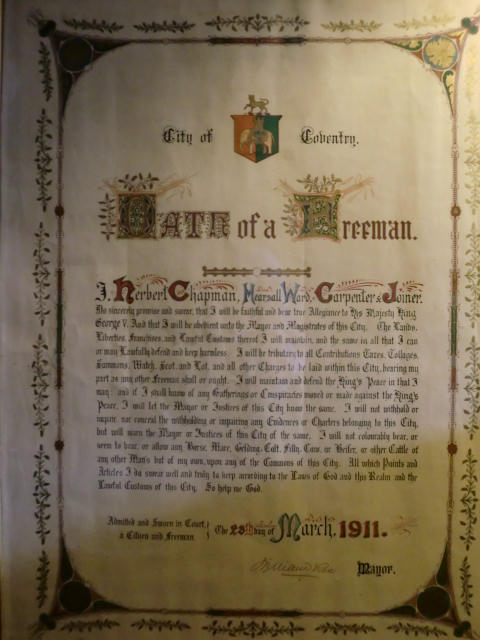 City of Coventry.
Oath of a Freeman.
I, Herbert Chapman, Hearsall Ward, Carpenter & Joiner.
Do sincerely promise and swear, that I will be faithful and bear true Allegiance to His Majesty King
George V. And that I will be obedient unto the Mayor and Magistrates of this City. The Lands,
Liberties, Franchises, and Lawful Customs thereof I will maintain, and the same in all that I can
or may Lawfully defend and keep harmless. I will be tributary to all Contributions Taxes, Tollages,
Summons, Watch, Scot, and Lot, and all other Charges to be laid within this City, bearing my
part as any other Freeman shall or ought. I will maintain and defend the King's Peace in that I
may: and if I shall know of any Gatherings or Conspiracies moved or made against the King's
Peace, I will let the Mayor or Justices of this City know the same. I will not withhold or
impair, nor conceal the withholding or impairing any Evidences or Charters belonging to this City,
but will warn the Mayor or Justices of this City of the same. I will not colourably bear, or
seem to bear, or allow any Horse, Mare, Gelding, Colt, Filly, Cow, or Heifer, or other Cattle of
any other Man's but of my own, upon any of the Commons of this City. All which Points and
Articles I do swear well and truly to keep according to the Laws of God and this Realm and the
Lawful Customs of this City. So help me God.
Admitted and Sworn in Court,
a Citizen and Freeman.
The 28th day of March, 1911.
Mayor.